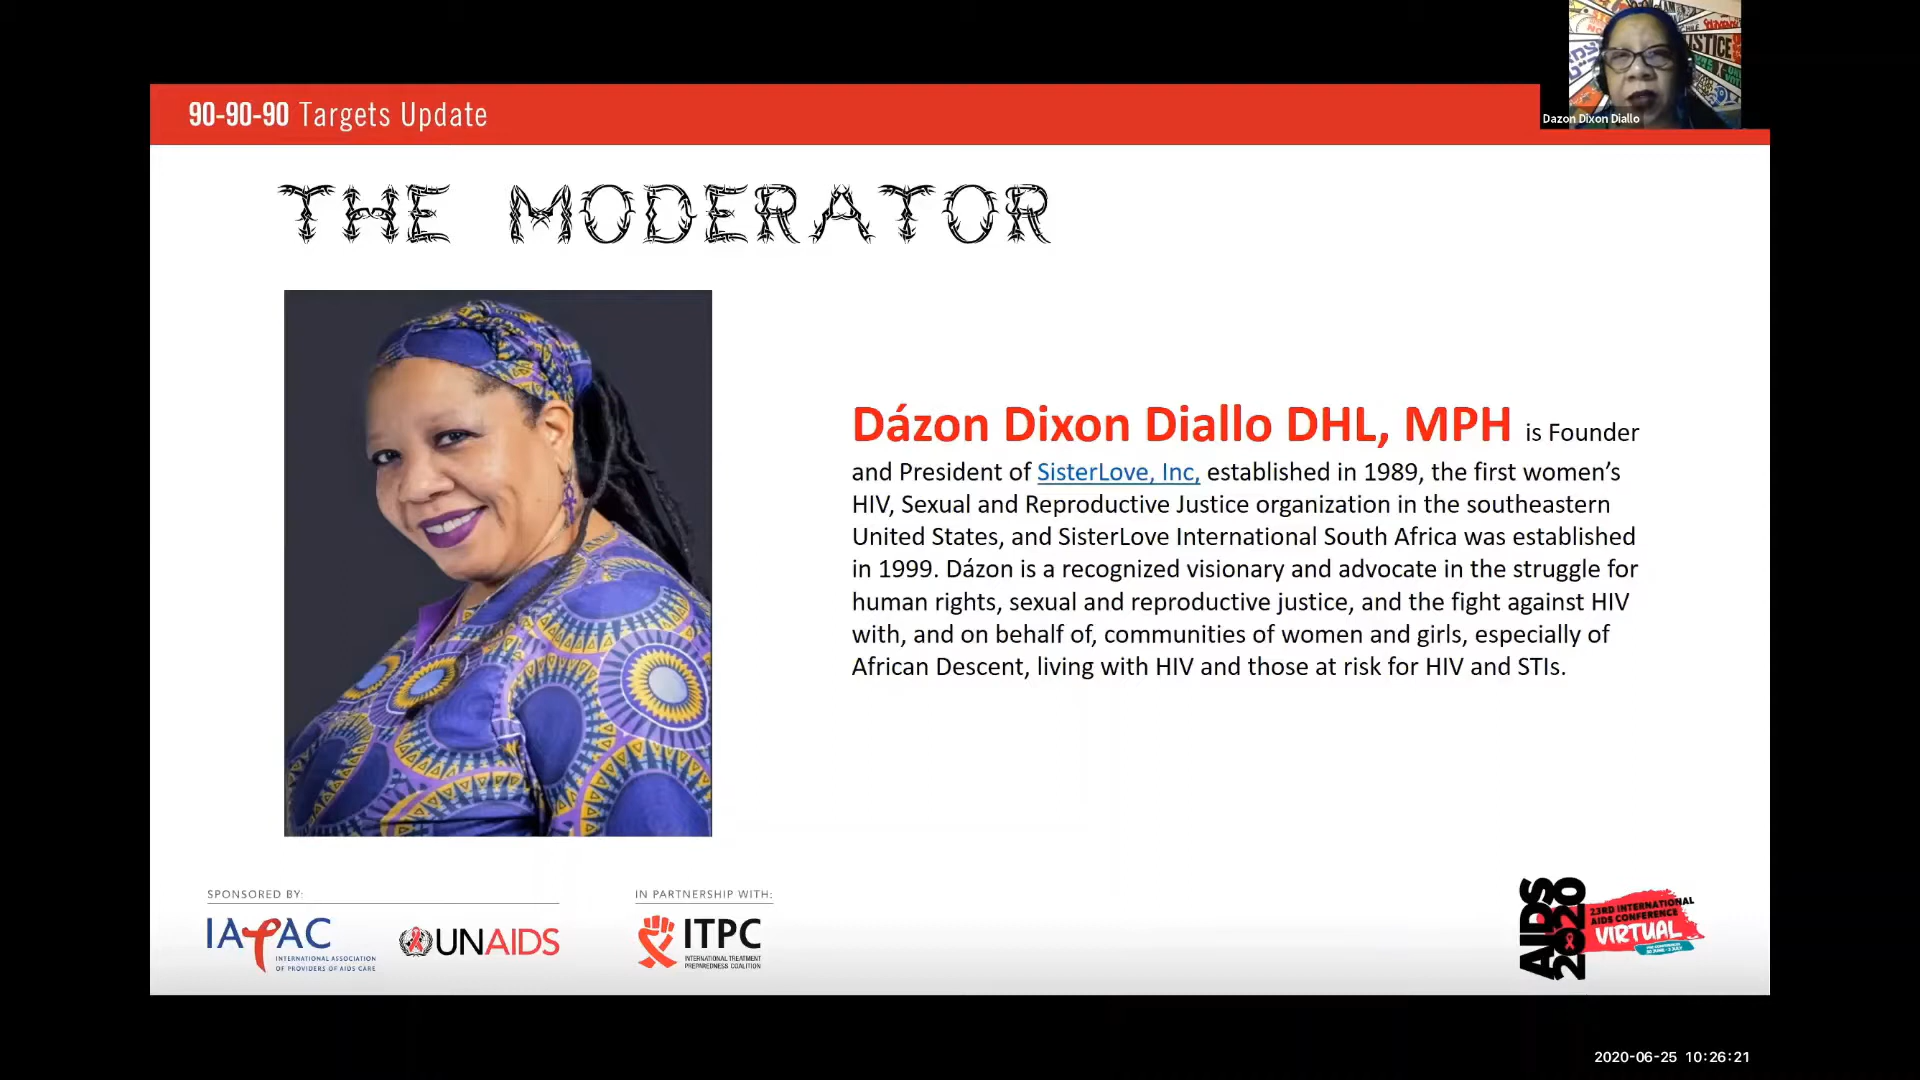 90-90-90 Targets Update
Dazon Dixon Diallo
THE MODERATOR
Dázon Dixon Diallo DHL, MPH is Founder
and President of SisterLove, Inc, established in 1989, the first women's
HIV, Sexual and Reproductive Justice organization in the southeastern
United States, and SisterLove International South Africa was established
in 1999. Dázon is a recognized visionary and advocate in the struggle for
human rights, sexual and reproductive justice, and the fight against HIV
with, and on behalf of, communities of women and girls, especially of
African Descent, living with HIV and those at risk for HIV and STIs.
SPONSORED BY:
IAPAC
INTERNATIONAL ASSOCIATION
OF PROVIDERS OF AIDS CARE
UNAIDS
IN PARTNERSHIP WITH:
ITPC
INTERNATIONAL TREATMENT
PREPAREDNESS COALITION
AIDS
2020
23RD INTERNATIONAL
AIDS CONFERENCE
VIRTUAL
2020-06-25 10:26:21